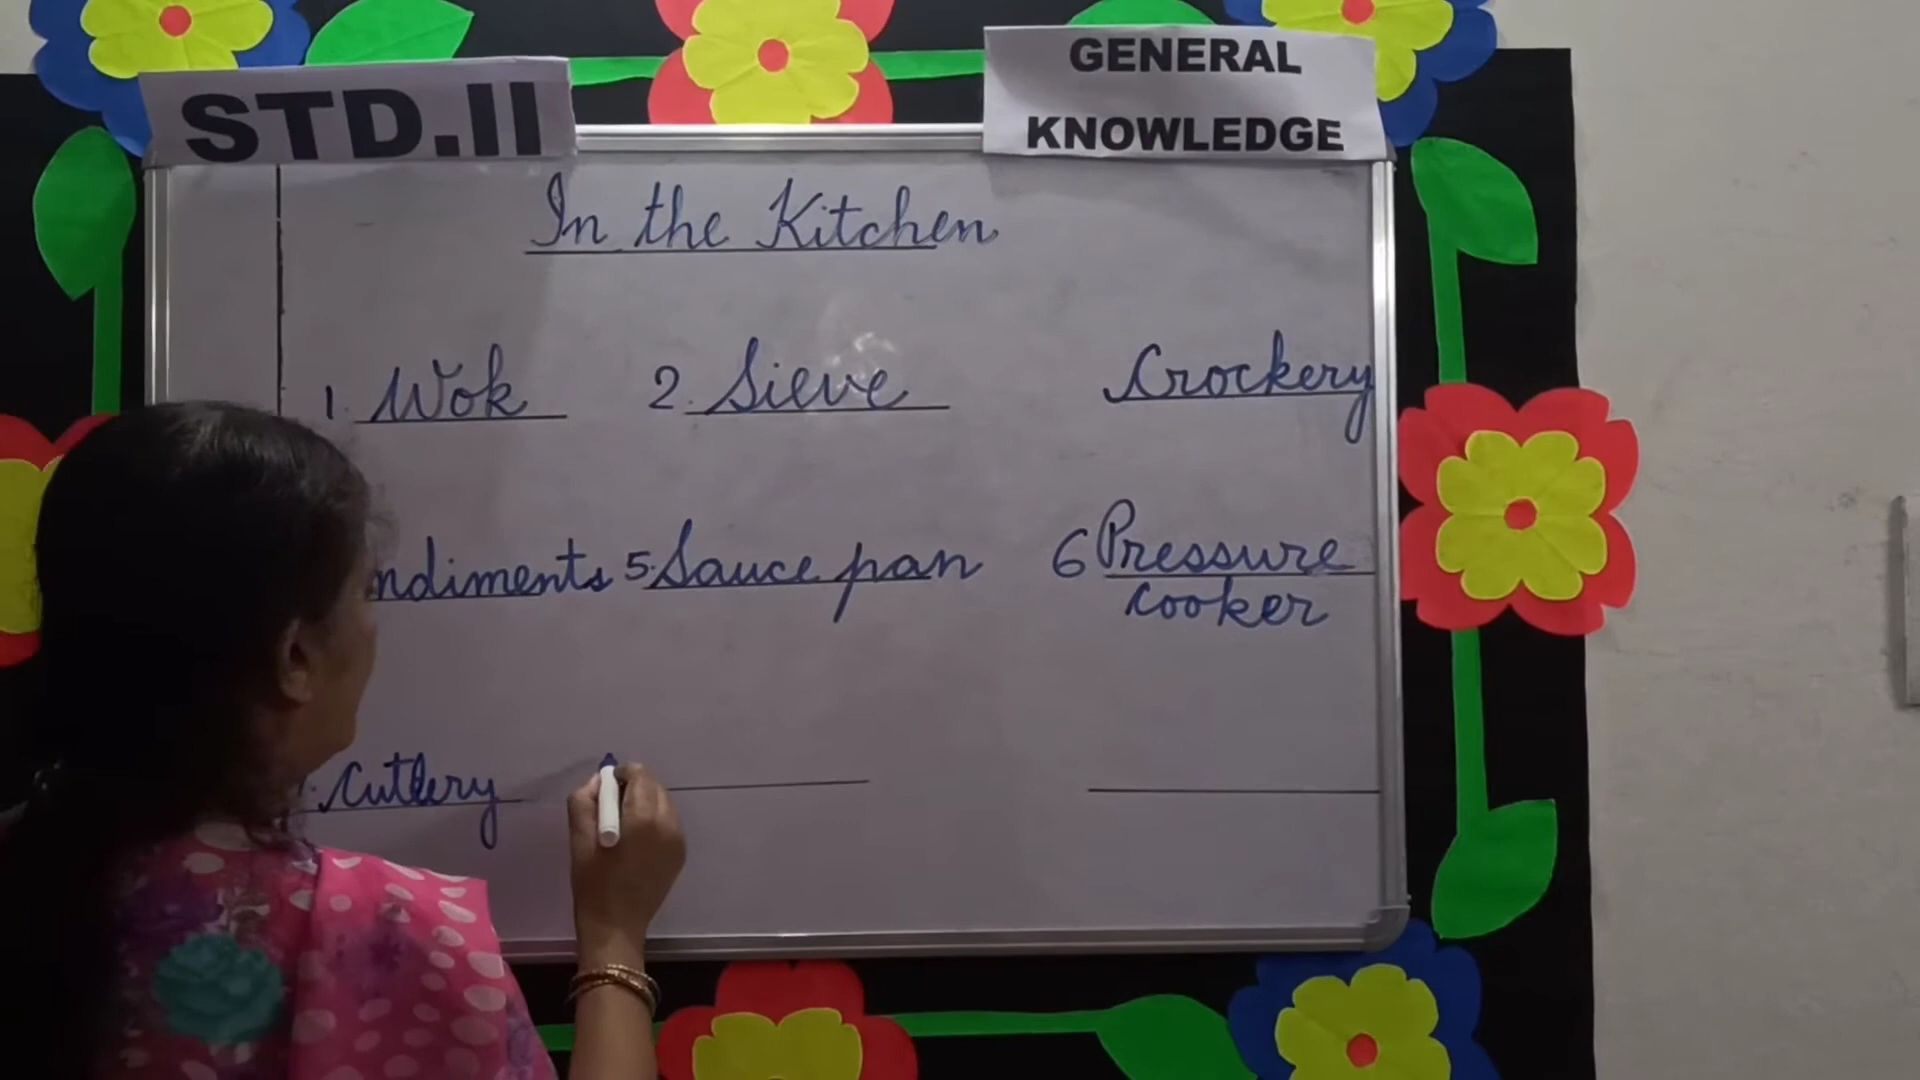 STD.II
GENERAL
KNOWLEDGE
In the Kitchen
1. Wok 2. Sieve Crockery
ndiments 5. Sauce pan 6 Pressure
cooker
Cutlery